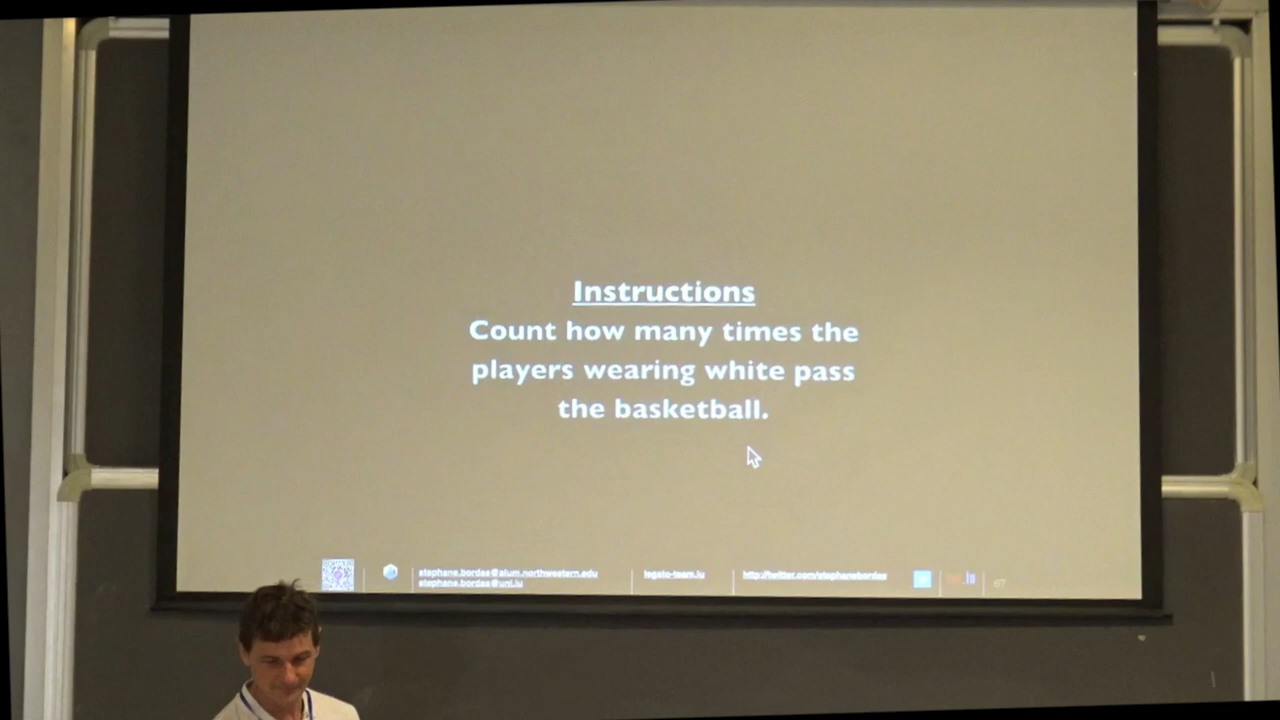 Instructions
Count how many times the
players wearing white pass
the basketball.
stephane.bordas@alum.northwestern.edu
stephane.bordas@uni.lu
legato-team.lu
http://twitter.com/stephanebordas
67